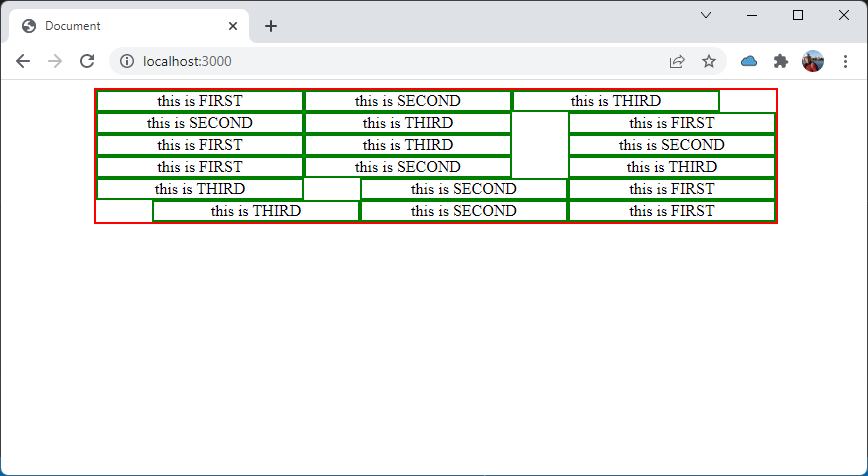 Document
localhost:3000
this is FIRST this is SECOND this is THIRD
this is SECOND this is THIRD this is FIRST
this is FIRST this is THIRD this is SECOND
this is FIRST this is SECOND this is THIRD
this is THIRD this is SECOND this is FIRST
this is THIRD this is SECOND this is FIRST